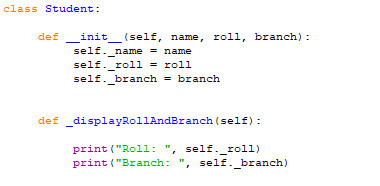 class Student:
def __init__(self, name, roll, branch):
self._name = name
self._roll = roll
self._branch = branch
def _displayRollAndBranch(self):
print("Roll: ", self._roll)
print("Branch: ", self._branch)